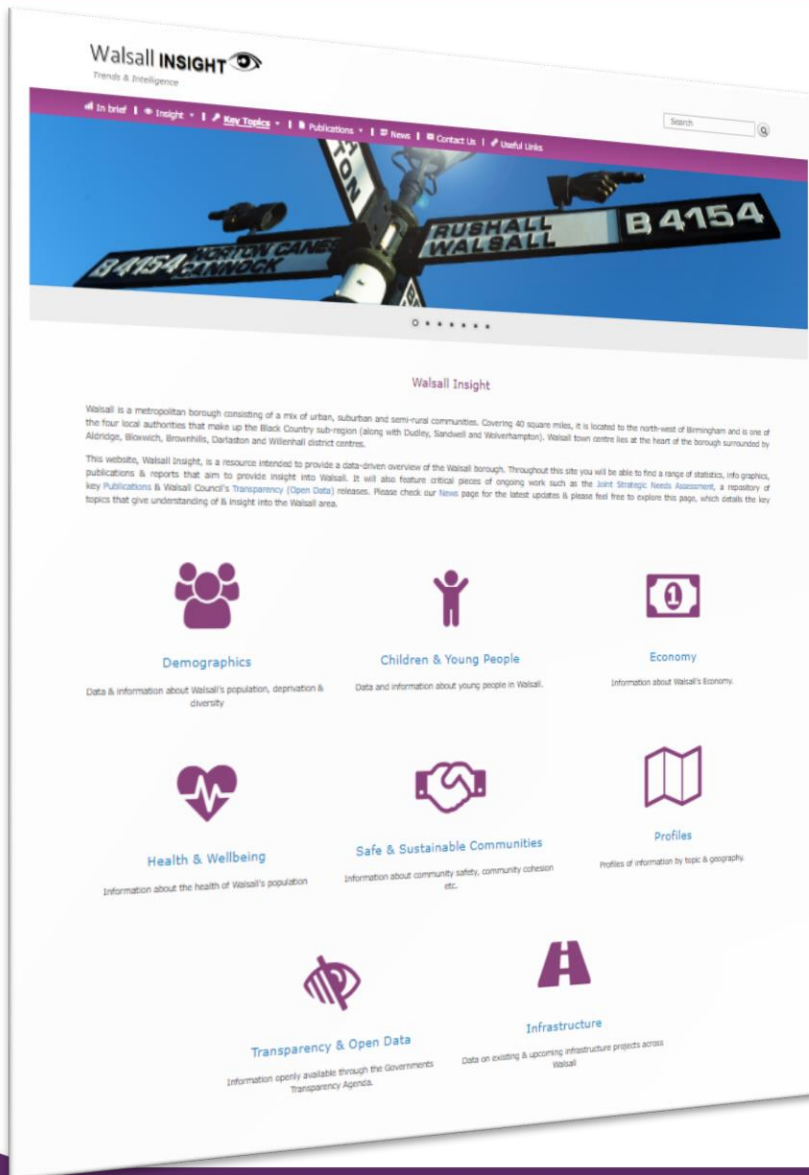 Walsall INSIGHT
Trends & Intelligence
Search
In brief | Insight | Key Topics | Publications | News | Contact Us | Useful Links
TON
RUSHALL
WALSALL
B 4154
B4154
NORTON CANES
CANNOCK
Walsall Insight
Walsall is a metropolitan borough consisting of a mix of urban, suburban and semi-rural communities. Covering 40 square miles, it is located to the north-west of Birmingham and is one of
the four local authorities that make up the Black Country sub-region (along with Dudley, Sandwell and Wolverhampton). Walsall town centre lies at the heart of the borough surrounded by
Aldridge, Bloxwich, Brownhills, Darlaston and Willenhall district centres.
This website, Walsall Insight, is a resource intended to provide a data-driven overview of the Walsall borough. Throughout this site you will be able to find a range of statistics, info graphics,
publications & reports that aim to provide insight into Walsall. It will also feature critical pieces of ongoing work such as the Joint Strategic Needs Assessment, a repository of
key Publications & Walsall Council's Transparency (Open Data) releases. Please check our News page for the latest updates & please feel free to explore this page, which details the key
topics that give understanding of & insight into the Walsall area.
1
Demographics
Data & information about Walsall's population, deprivation &
diversity
Children & Young People
Data and information about young people in Walsall.
Economy
Information about Walsall's Economy.
Health & Wellbeing
Information about the health of Walsall's population
Safe & Sustainable Communities
Information about community safety, community cohesion
etc.
Profiles
Profiles of information by topic & geography.
Transparency & Open Data
Information openly available through the Governments
Transparency Agenda.
Infrastructure
Data on existing & upcoming infrastructure projects across
Walsall